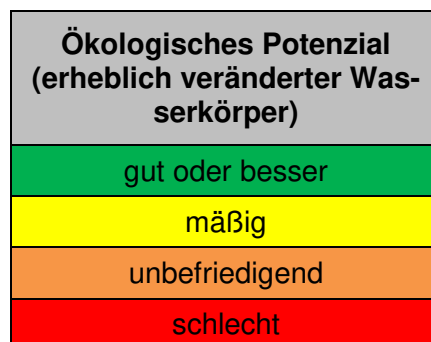 Ökologisches Potenzial
(erheblich veränderter Was-
serkörper)
gut oder besser
mäßig
unbefriedigend
schlecht